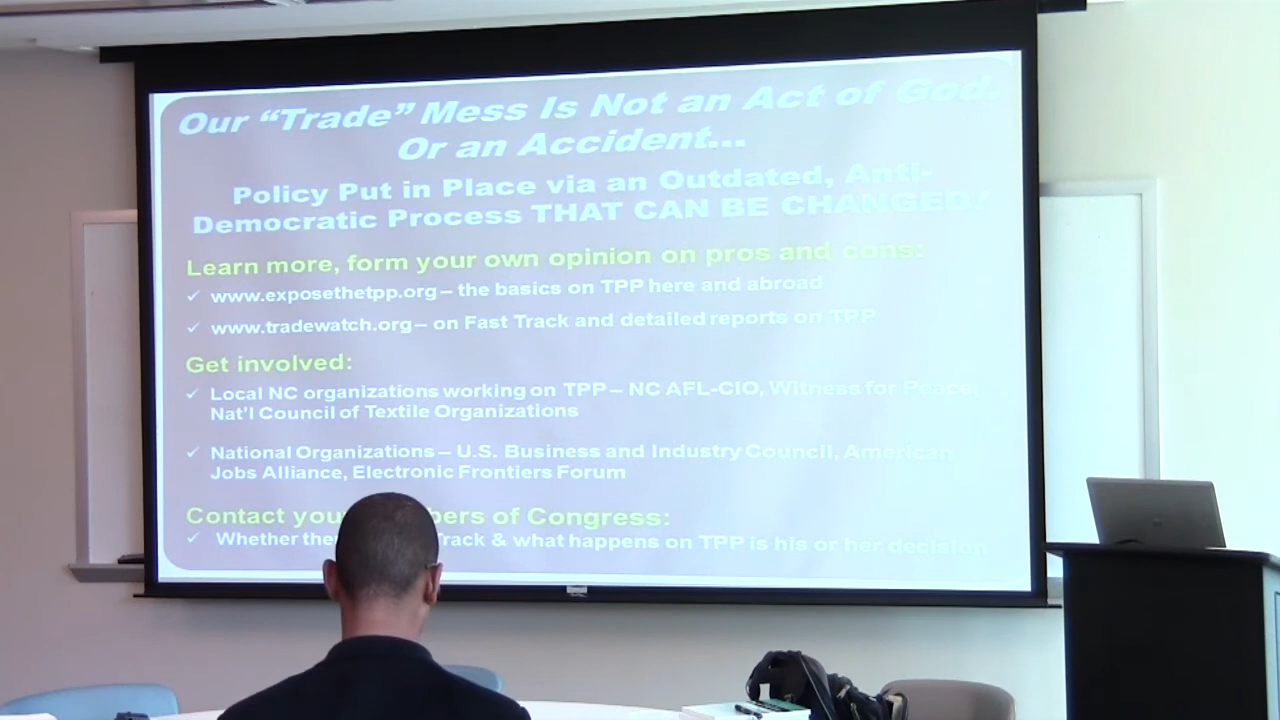 Our “Trade” Mess Is Not an Act of God.
Or an Accident...
Policy Put in Place via an Outdated, Anti-
Democratic Process THAT CAN BE CHANGED!
Learn more, form your own opinion on pros and cons:
✓ www.exposethetpp.org – the basics on TPP here and abroad
✓ www.tradewatch.org – on Fast Track and detailed reports on TPP
Get involved:
✓ Local NC organizations working on TPP – NC AFL-CIO, Witness for Peace,
Nat’l Council of Textile Organizations
✓ National Organizations – U.S. Business and Industry Council, American
Jobs Alliance, Electronic Frontiers Forum
Contact of Congress:
✓ Whether Track & what happens on TPP is his or her decision